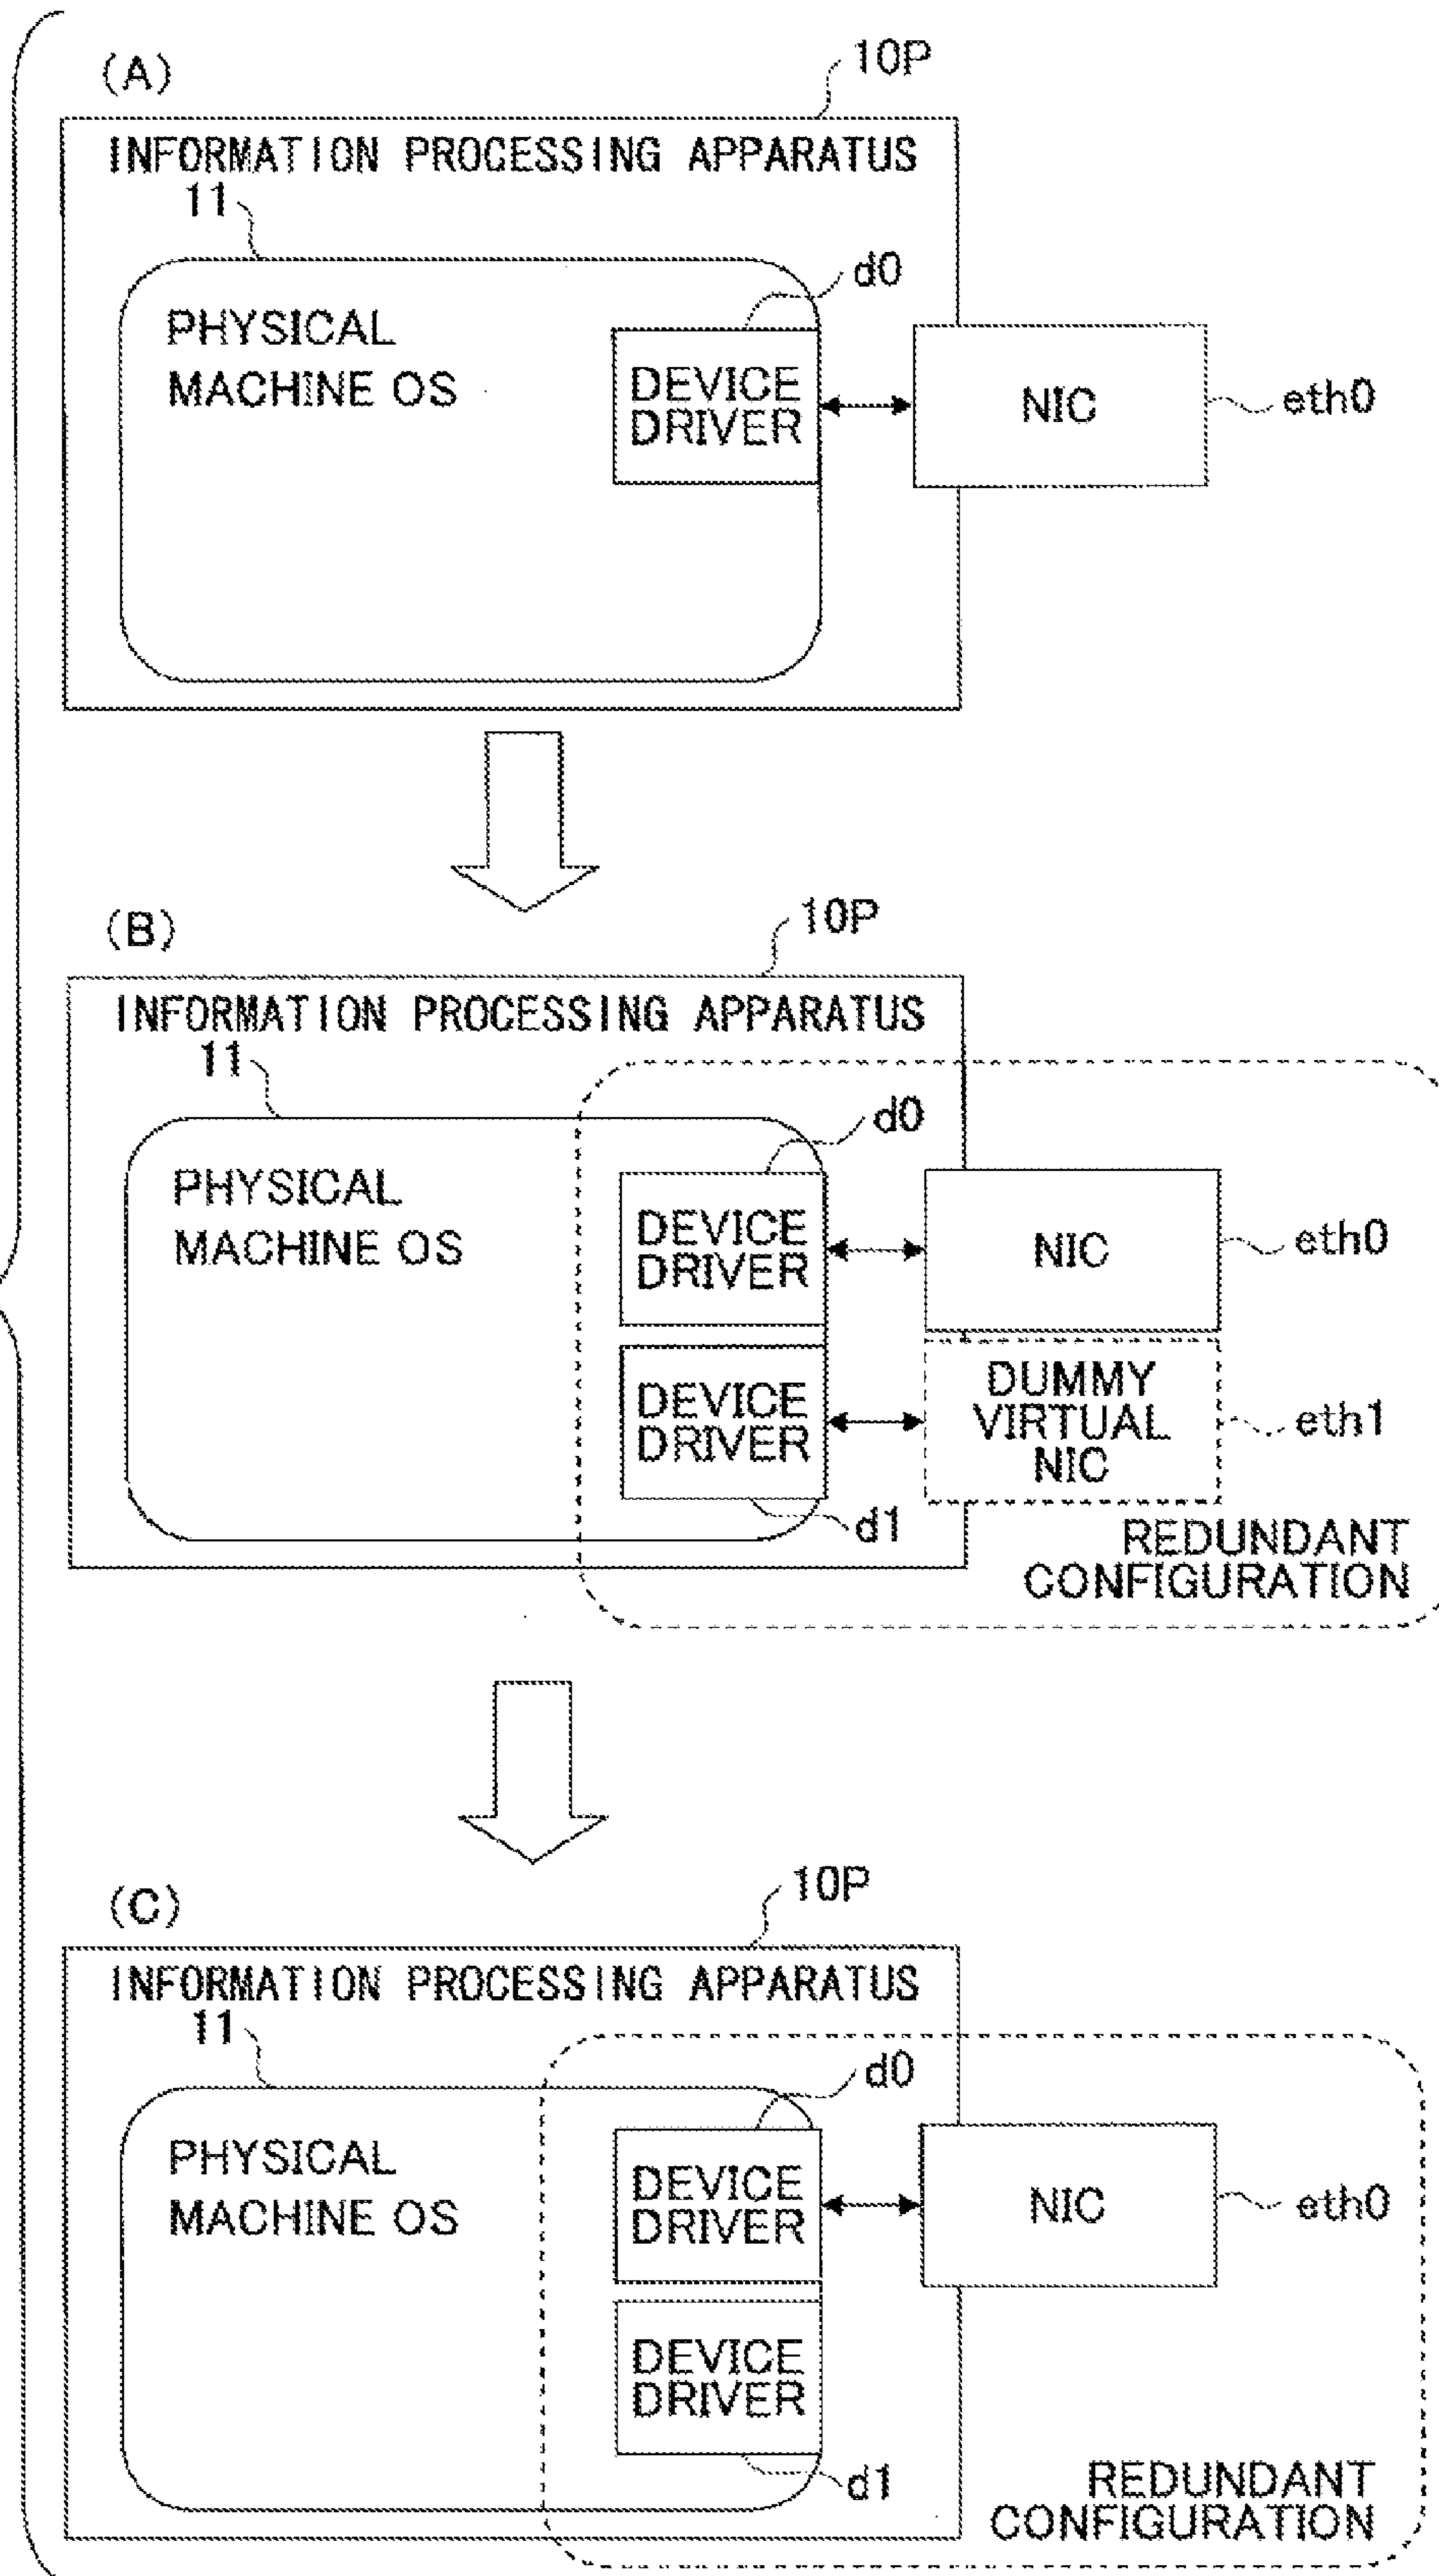 (A)
10P
INFORMATION PROCESSING APPARATUS
11
d0
PHYSICAL
MACHINE OS
DEVICE
DRIVER
NIC
eth0
(B)
10P
INFORMATION PROCESSING APPARATUS
11
d0
PHYSICAL
MACHINE OS
DEVICE
DRIVER
NIC
eth0
DEVICE
DRIVER
DUMMY
VIRTUAL
NIC
eth1
d1
REDUNDANT
CONFIGURATION
(C)
10P
INFORMATION PROCESSING APPARATUS
11
d0
PHYSICAL
MACHINE OS
DEVICE
DRIVER
NIC
eth0
DEVICE
DRIVER
d1
REDUNDANT
CONFIGURATION